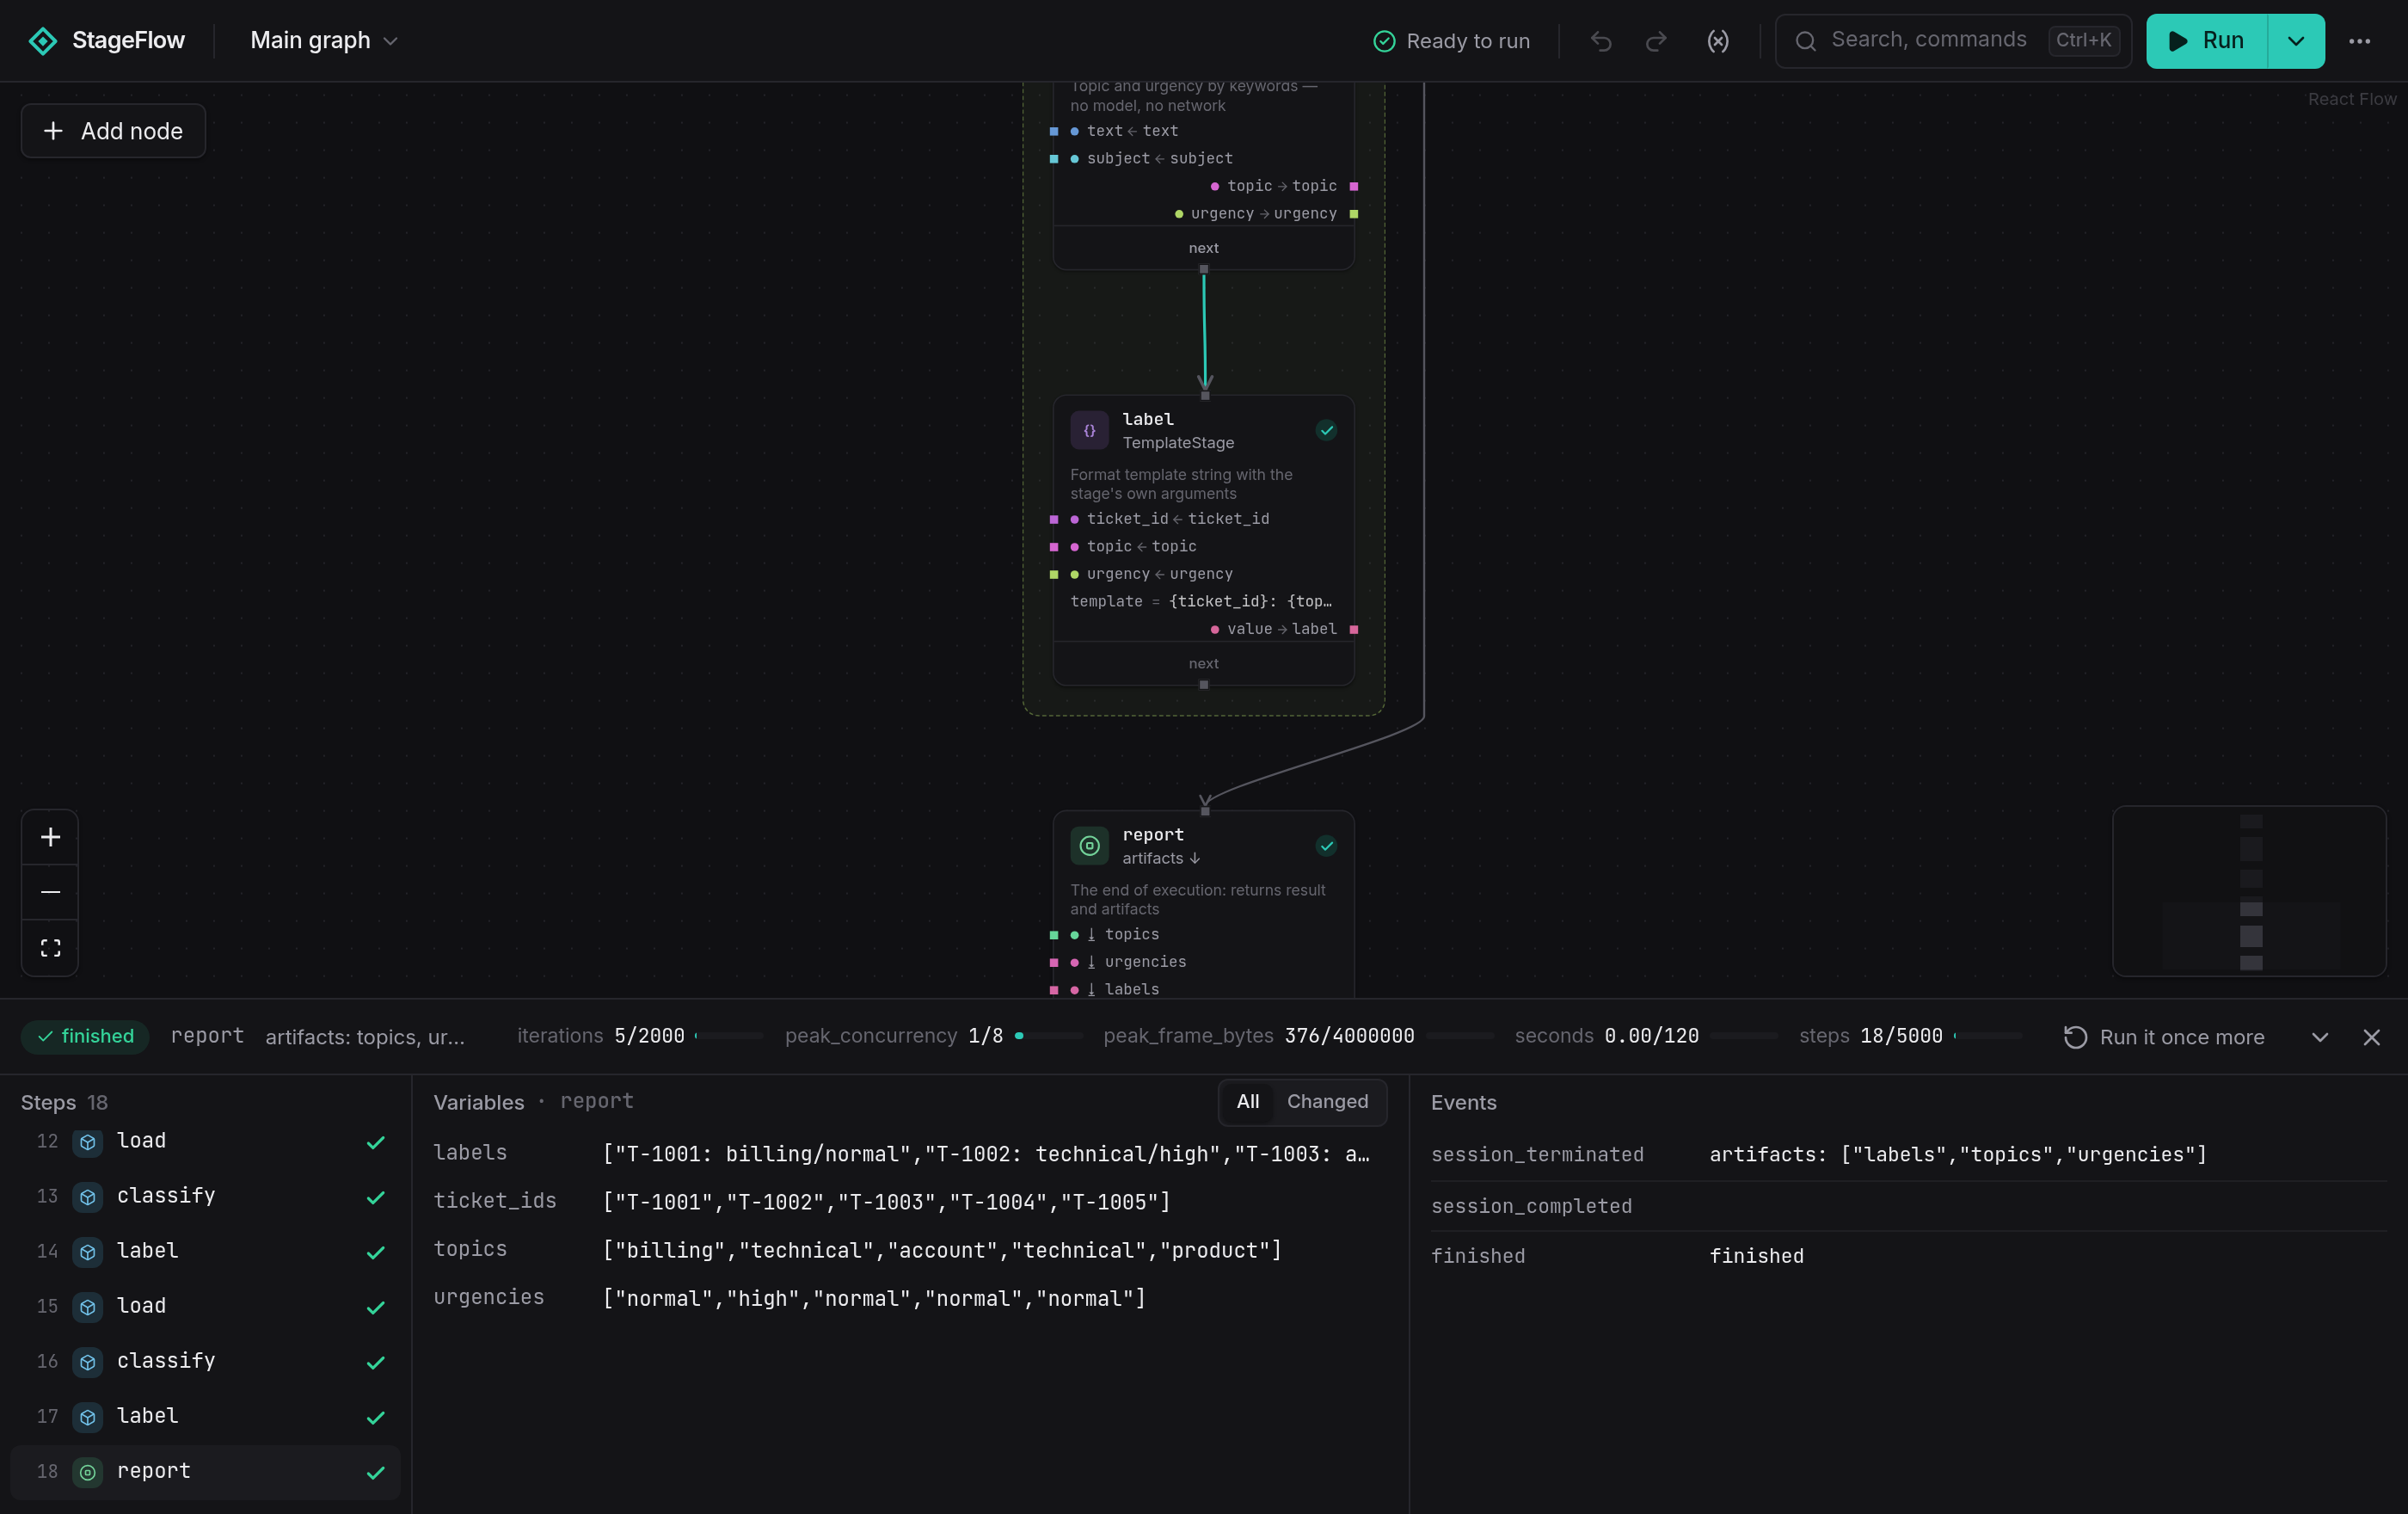 StageFlow
Main graph
Ready to run
Search, commands Ctrl+K
Run
Add node
React Flow
Topic and urgency by keywords —
no model, no network
text ← text
subject ← subject
topic → topic
urgency → urgency
next
{}
label
TemplateStage
Format template string with the
stage's own arguments
ticket_id ← ticket_id
topic ← topic
urgency ← urgency
template = {ticket_id}: {top…
value → label
next
report
artifacts ↓
The end of execution: returns result
and artifacts
topics
urgencies
labels
finished report artifacts: topics, ur… iterations 5/2000 peak_concurrency 1/8 peak_frame_bytes 376/4000000 seconds 0.00/120 steps 18/5000 Run it once more
Steps 18
12 load
13 classify
14 label
15 load
16 classify
17 label
18 report
Variables · report
All Changed
labels ["T-1001: billing/normal","T-1002: technical/high","T-1003: a…
ticket_ids ["T-1001","T-1002","T-1003","T-1004","T-1005"]
topics ["billing","technical","account","technical","product"]
urgencies ["normal","high","normal","normal","normal"]
Events
session_terminated artifacts: ["labels","topics","urgencies"]
session_completed
finished finished